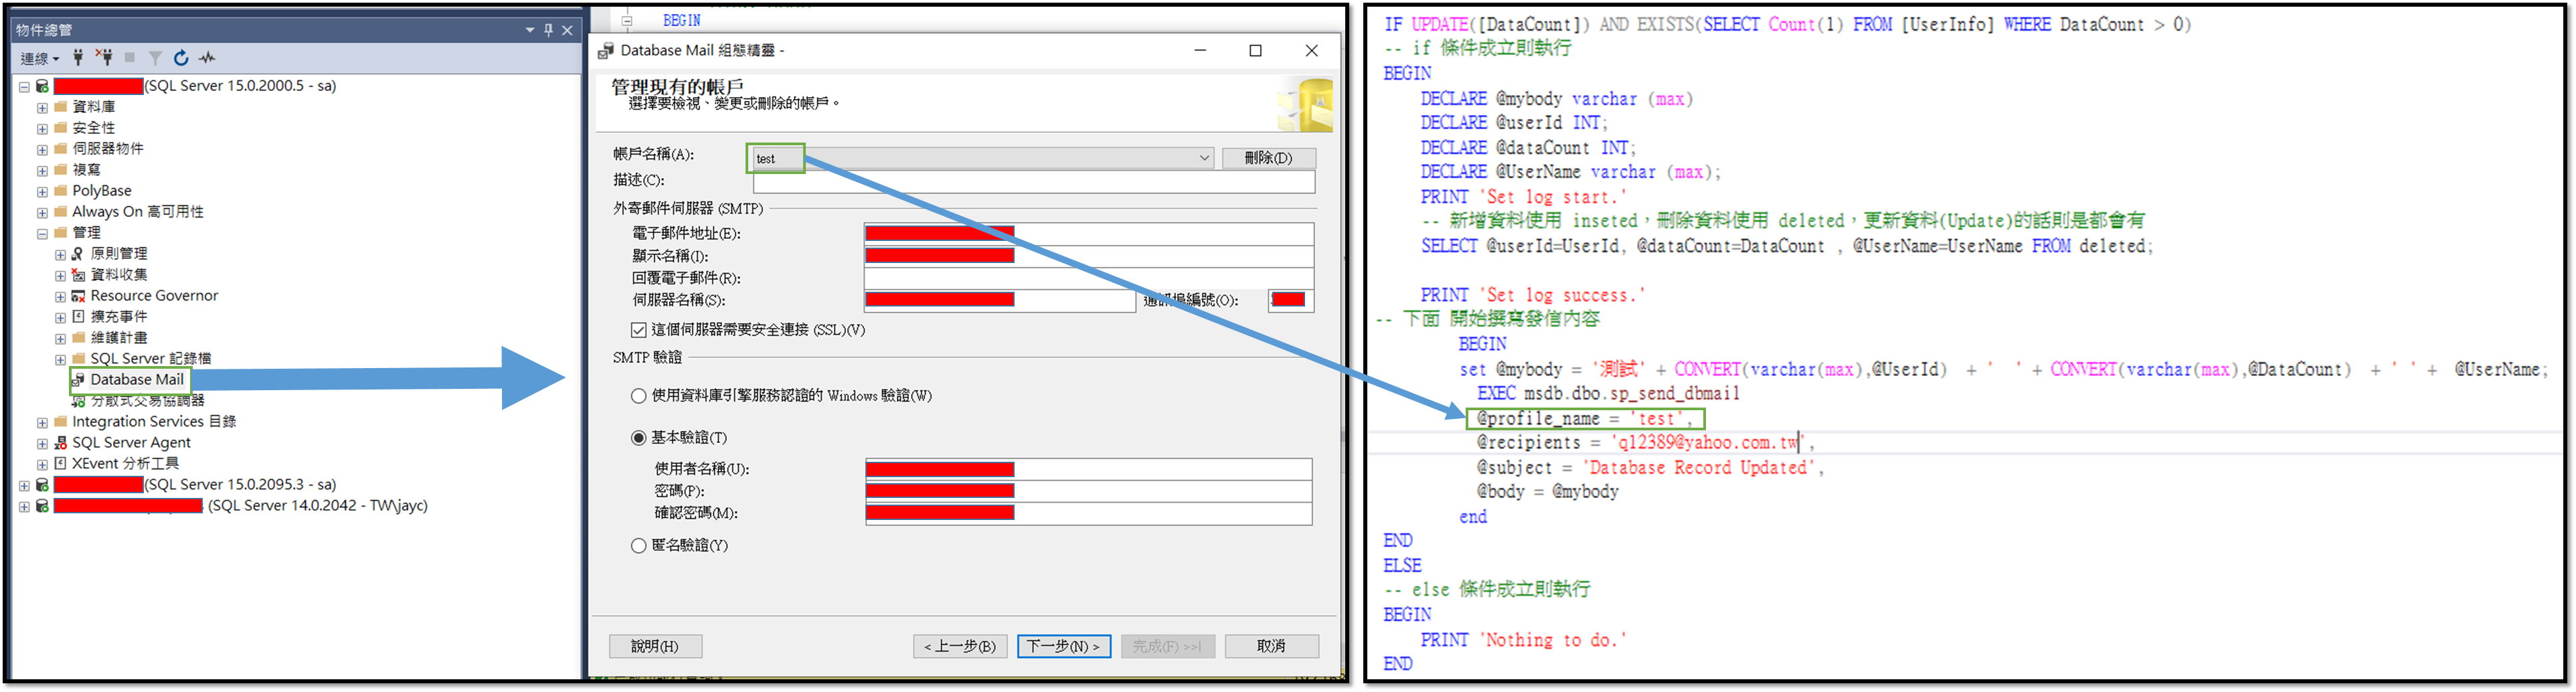 物件總管
連線
(SQL Server 15.0.2000.5 - sa)
資料庫
安全性
伺服器物件
複寫
PolyBase
Always On 高可用性
管理
原則管理
資料收集
Resource Governor
擴充事件
維護計畫
SQL Server 記錄檔
Database Mail
分散式交易協調器
Integration Services 目錄
SQL Server Agent
XEvent 分析工具
(SQL Server 15.0.2095.3 - sa)
(SQL Server 14.0.2042 - TW\jayc)
BEGIN
Database Mail 組態精靈 -
管理現有的帳戶
選擇要檢視、變更或刪除的帳戶。
帳戶名稱(A):
test
刪除(D)
描述(C):
外寄郵件伺服器 (SMTP)
電子郵件地址(E):
顯示名稱(I):
回覆電子郵件(R):
伺服器名稱(S):
通訊埠編號(O):
這個伺服器需要安全連接 (SSL)(V)
SMTP 驗證
使用資料庫引擎服務認證的 Windows 驗證(W)
基本驗證(T)
使用者名稱(U):
密碼(P):
確認密碼(M):
匿名驗證(Y)
說明(H)
< 上一步(B)
下一步(N) >
完成(F) >>|
取消
IF UPDATE([DataCount]) AND EXISTS(SELECT Count(1) FROM [UserInfo] WHERE DataCount > 0)
-- if 條件成立則執行
BEGIN
DECLARE @mybody varchar (max)
DECLARE @userId INT;
DECLARE @dataCount INT;
DECLARE @UserName varchar (max);
PRINT 'Set log start.'
-- 新增資料使用 inseted，刪除資料使用 deleted，更新資料(Update)的話則是都會有
SELECT @userId=UserId, @dataCount=DataCount , @UserName=UserName FROM deleted;
PRINT 'Set log success.'
-- 下面 開始撰寫發信內容
BEGIN
set @mybody = '測試' + CONVERT(varchar(max),@UserId) + '  ' + CONVERT(varchar(max),@DataCount) + ' ' + @UserName;
EXEC msdb.dbo.sp_send_dbmail
@profile_name = 'test',
@recipients = 'q12389@yahoo.com.tw',
@subject = 'Database Record Updated',
@body = @mybody
end
END
ELSE
-- else 條件成立則執行
BEGIN
PRINT 'Nothing to do.'
END